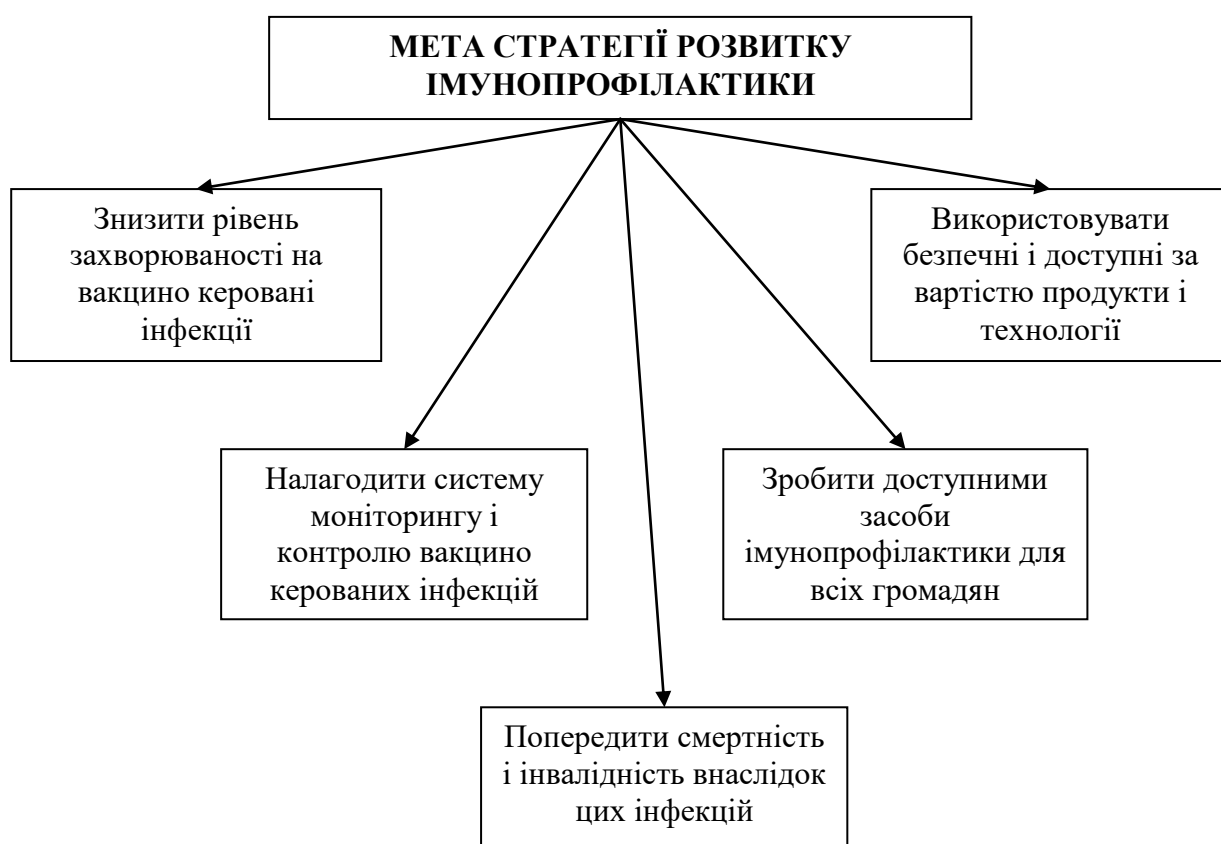 МЕТА СТРАТЕГІЇ РОЗВИТКУ
ІМУНОПРОФІЛАКТИКИ
Знизити рівень
захворюваності на
вакцино керовані
інфекції
Використовувати
безпечні і доступні за
вартістю продукти і
технології
Налагодити систему
моніторингу і
контролю вакцино
керованих інфекцій
Зробити доступними
засоби
імунопрофілактики для
всіх громадян
Попередити смертність
і інвалідність внаслідок
цих інфекцій